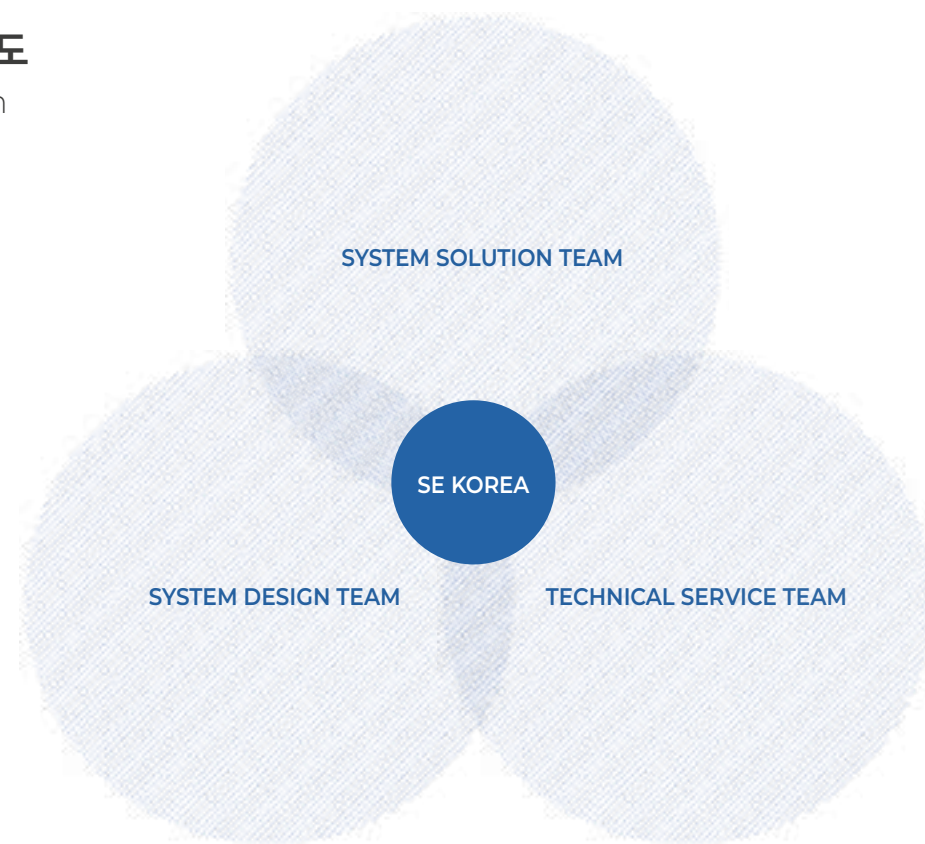 도
n
SYSTEM SOLUTION TEAM
SE KOREA
SYSTEM DESIGN TEAM
TECHNICAL SERVICE TEAM